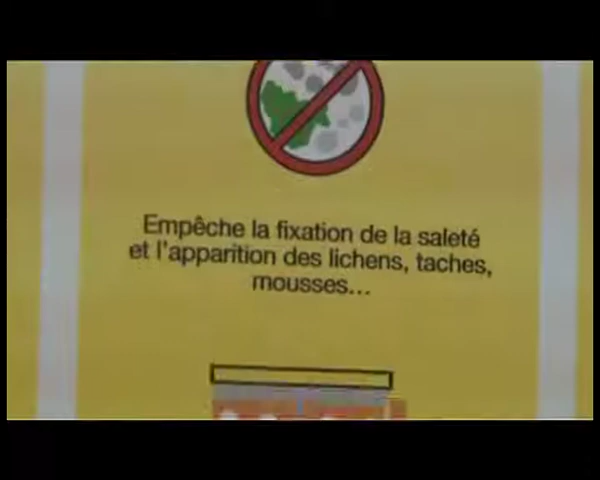 Empêche la fixation de la saleté
et l'apparition des lichens, taches,
mousses...